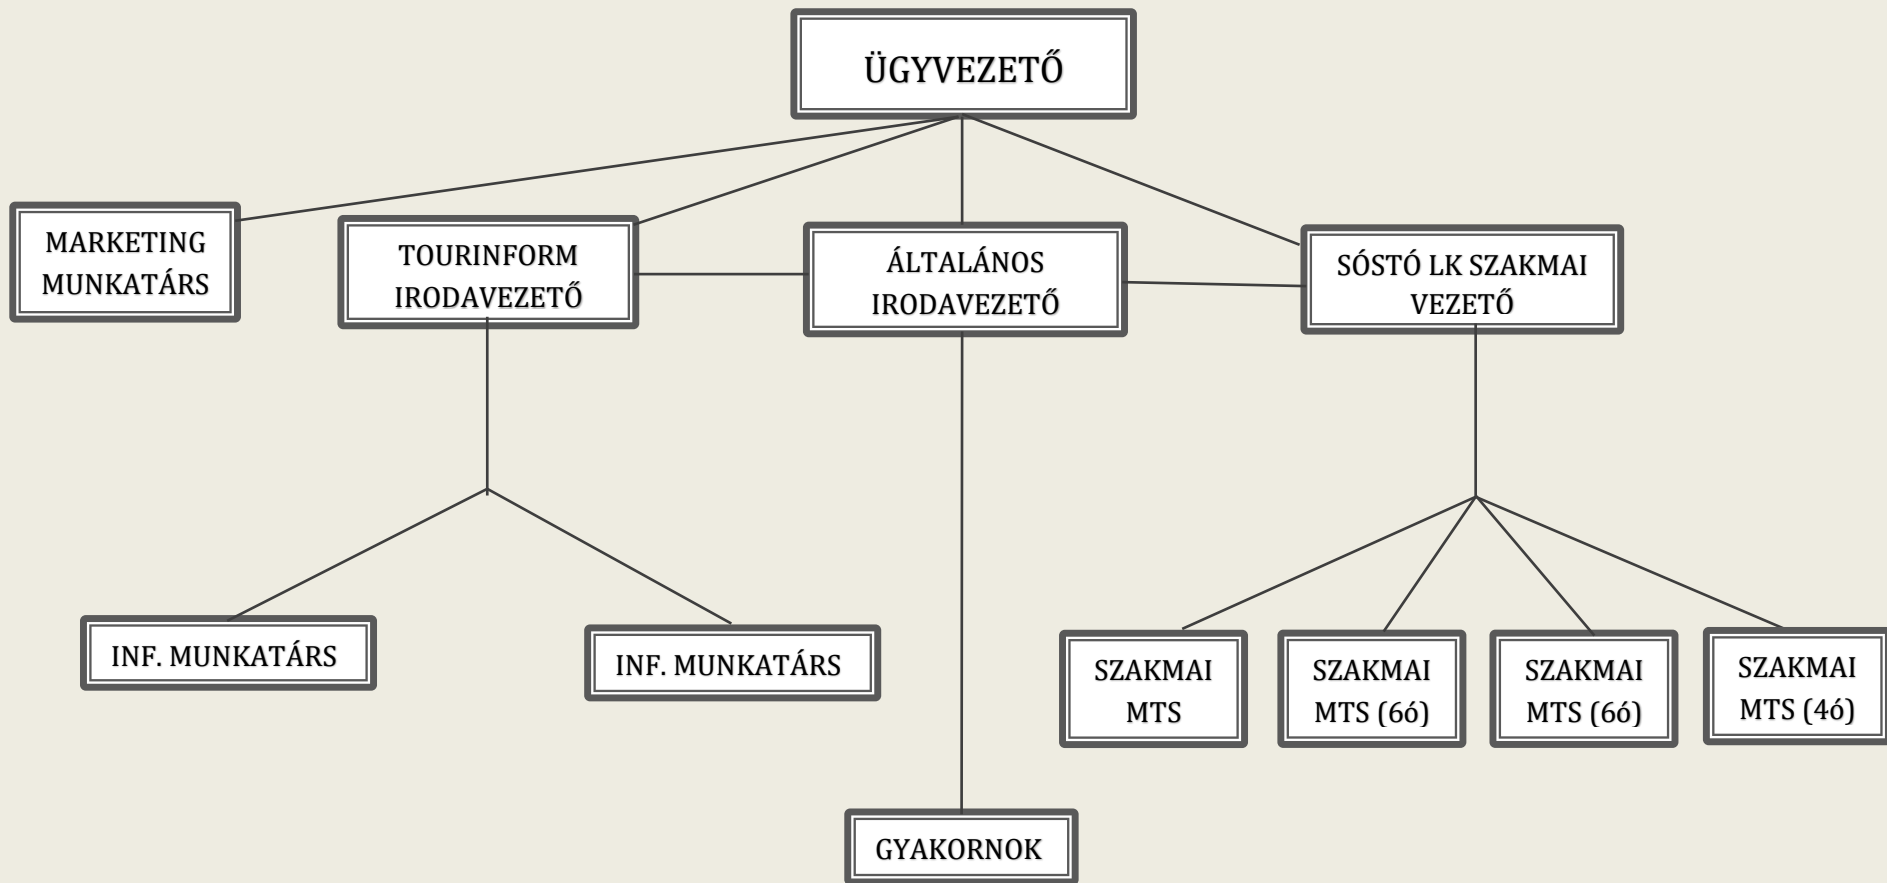 ÜGYVEZETŐ
MARKETING
MUNKATÁRS
TOURINFORM
IRODAVEZETŐ
ÁLTALÁNOS
IRODAVEZETŐ
SÓSTÓ LK SZAKMAI
VEZETŐ
INF. MUNKATÁRS
INF. MUNKATÁRS
SZAKMAI
MTS
SZAKMAI
MTS (6ó)
SZAKMAI
MTS (6ó)
SZAKMAI
MTS (4ó)
GYAKORNOK